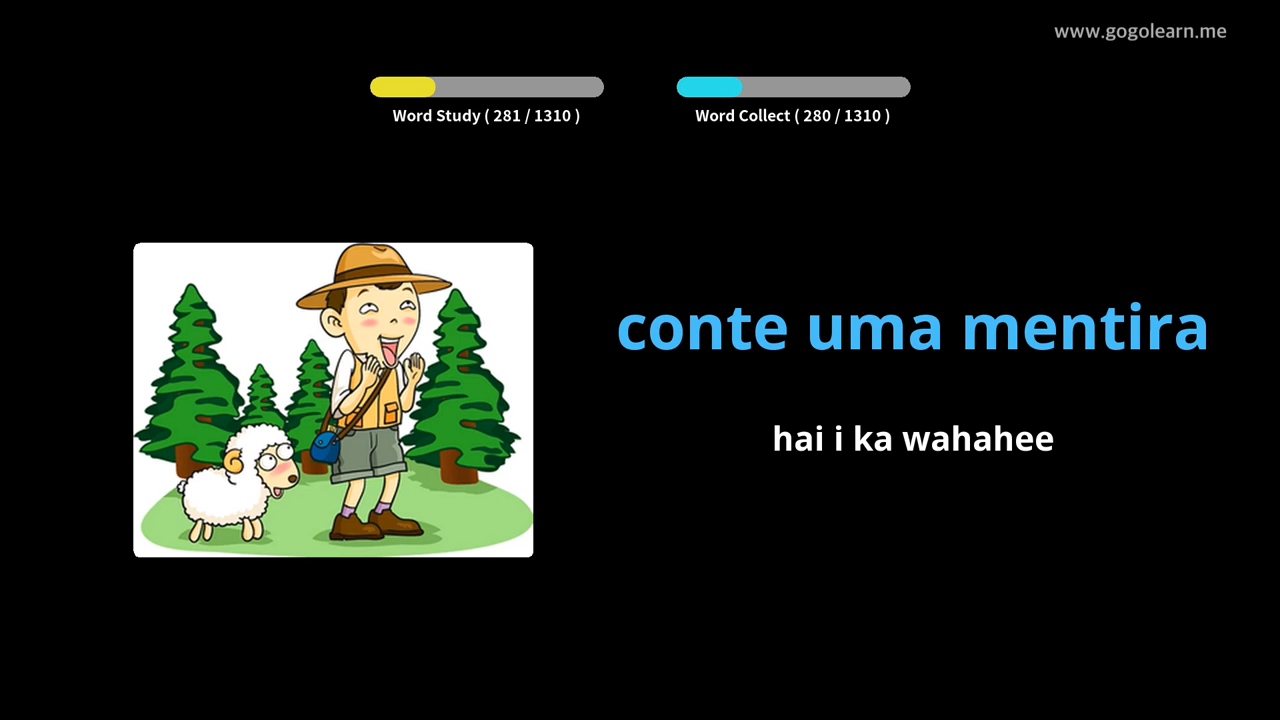 www.gogolearn.me
Word Study ( 281 / 1310 )
Word Collect ( 280 / 1310 )
conte uma mentira
hai i ka wahahee